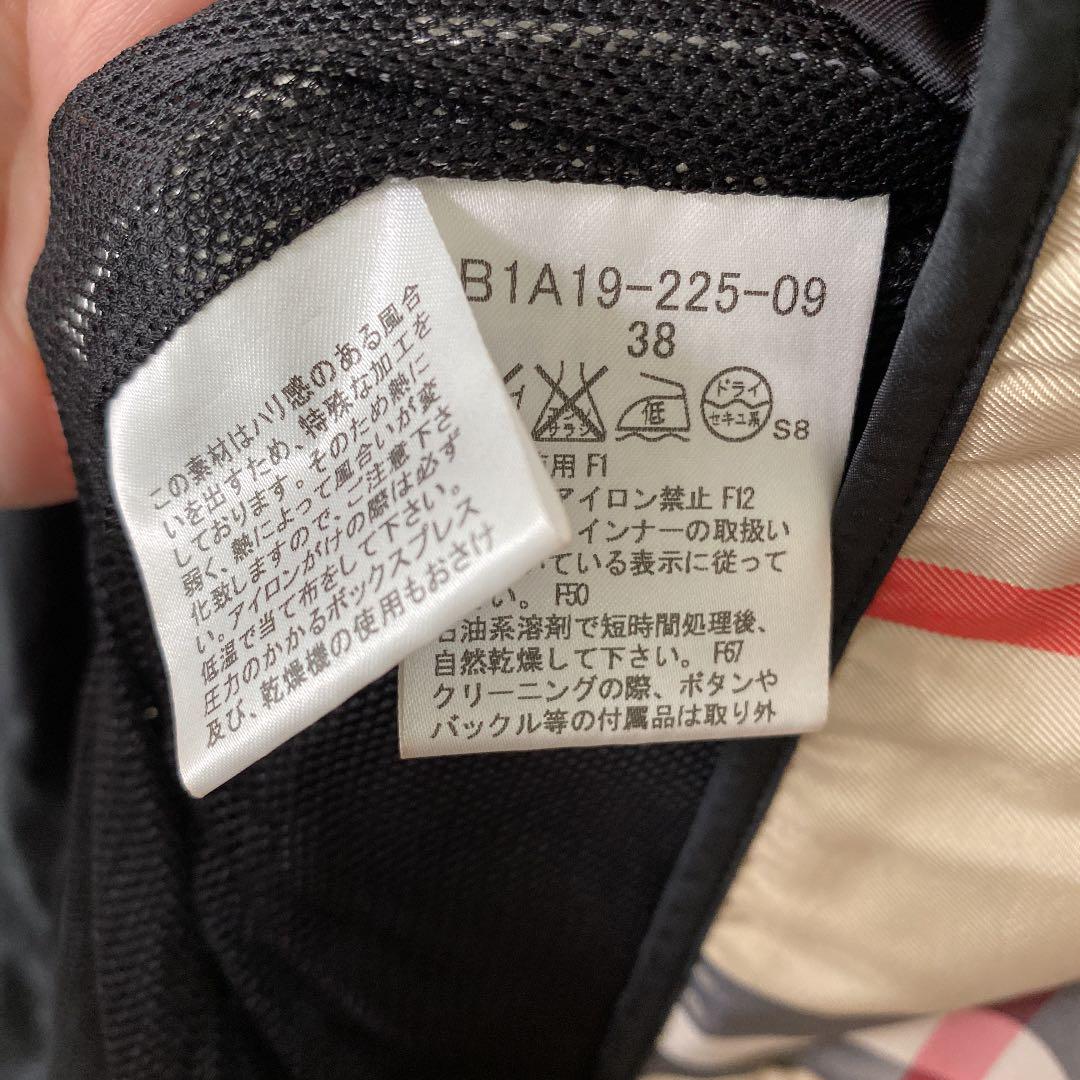 この素材はハリ感のある風合
いを出すため、特殊な加工を
しております。そのため熱に
弱く、熱によって風合いが変
化致しますので、ご注意下さ
い。アイロンがけの際は必ず
低温で当て布をして下さい。
圧力のかかるボックスプレス
及び、乾燥機の使用もおさけ
B1A19-225-09
38
低
ドライ
セキユ系
S8
用 F1
アイロン禁止 F12
インナーの取扱い
いている表示に従って
い。 F50
石油系溶剤で短時間処理後、
自然乾燥して下さい。 F67
クリーニングの際、ボタンや
バックル等の付属品は取り外